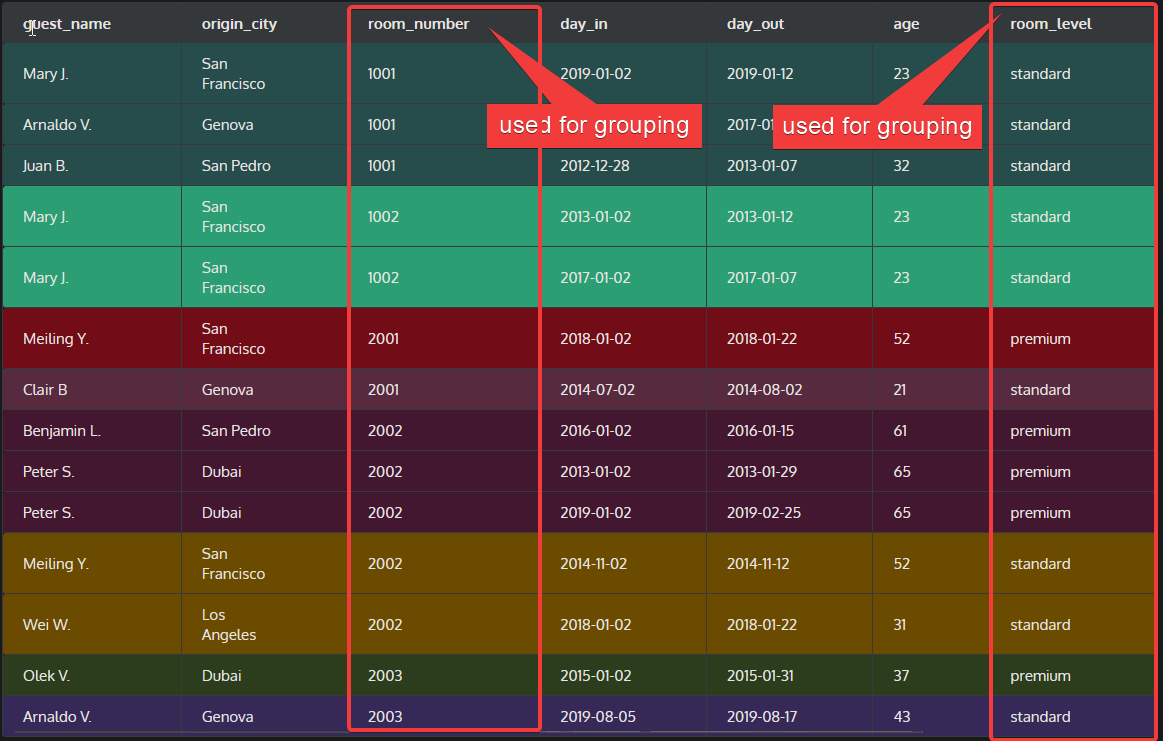 guest_name origin_city room_number day_in day_out age room_level
Mary J. San Francisco 1001 2019-01-02 2019-01-12 23 standard
Arnaldo V. Genova 1001 used for grouping 2017-01 used for grouping standard
Juan B. San Pedro 1001 2012-12-28 2013-01-07 32 standard
Mary J. San Francisco 1002 2013-01-02 2013-01-12 23 standard
Mary J. San Francisco 1002 2017-01-02 2017-01-07 23 standard
Meiling Y. San Francisco 2001 2018-01-02 2018-01-22 52 premium
Clair B Genova 2001 2014-07-02 2014-08-02 21 standard
Benjamin L. San Pedro 2002 2016-01-02 2016-01-15 61 premium
Peter S. Dubai 2002 2013-01-02 2013-01-29 65 premium
Peter S. Dubai 2002 2019-01-02 2019-02-25 65 premium
Meiling Y. San Francisco 2002 2014-11-02 2014-11-12 52 standard
Wei W. Los Angeles 2002 2018-01-02 2018-01-22 31 standard
Olek V. Dubai 2003 2015-01-02 2015-01-31 37 premium
Arnaldo V. Genova 2003 2019-08-05 2019-08-17 43 standard